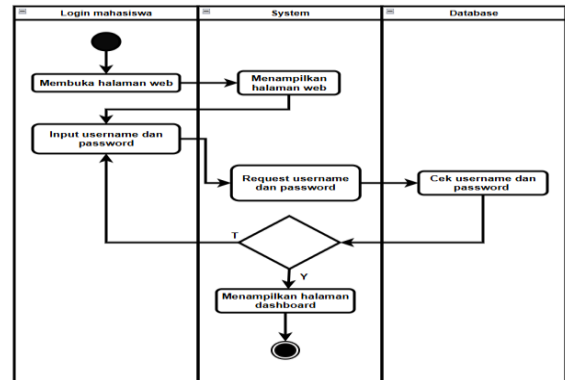 Login mahasiswa
System
Database
Membuka halaman web
Menampilkan
halaman web
Input username dan
password
Request username
dan password
Cek username dan
password
T
Y
Menampilkan halaman
dashboard